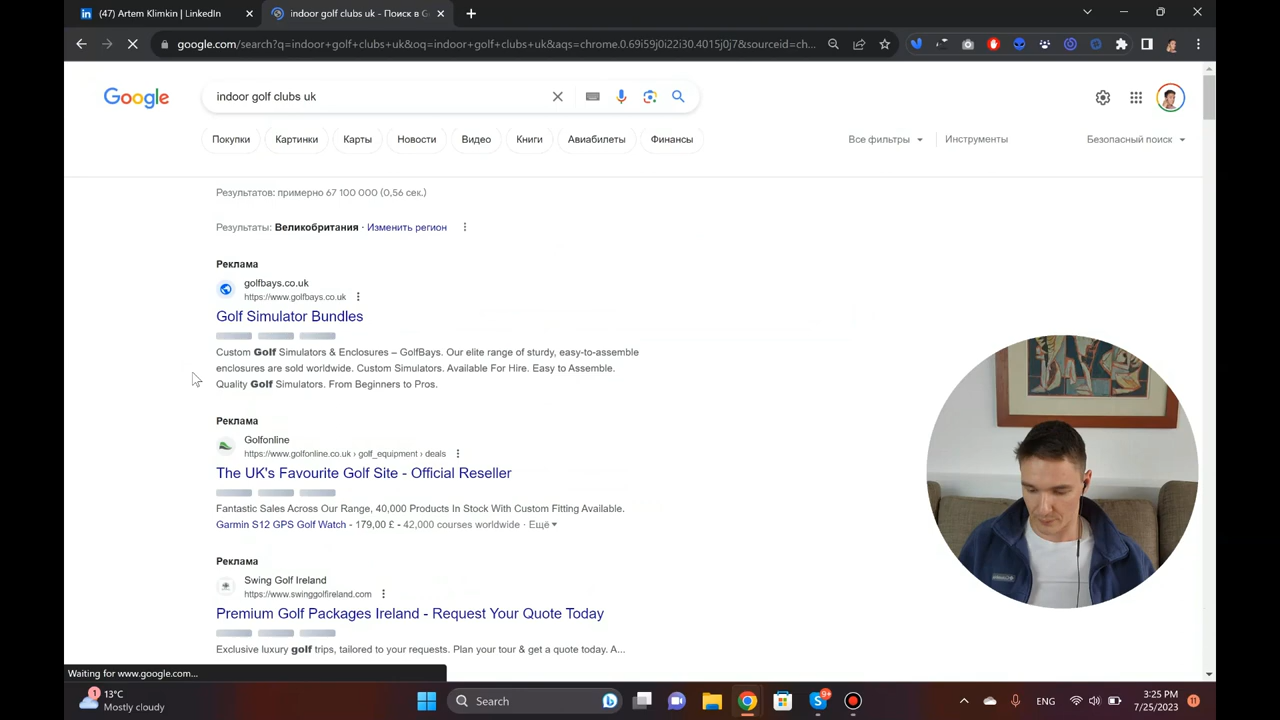 (47) Artem Klimkin | LinkedIn
indoor golf clubs uk - Поиск в G
google.com/search?q=indoor+golf+clubs+uk&oq=indoor+golf+clubs+uk&aqs=chrome.0.69i59j0i22i30.4015j0j7&sourceid=ch...
Google
indoor golf clubs uk
Покупки
Картинки
Карты
Новости
Видео
Книги
Авиабилеты
Финансы
Все фильтры
Инструменты
Безопасный поиск
Результатов: примерно 67 100 000 (0,56 сек.)
Результаты: Великобритания · Изменить регион
Реклама
golfbays.co.uk
https://www.golfbays.co.uk
Golf Simulator Bundles
Custom Golf Simulators & Enclosures – GolfBays. Our elite range of sturdy, easy-to-assemble
enclosures are sold worldwide. Custom Simulators. Available For Hire. Easy to Assemble.
Quality Golf Simulators. From Beginners to Pros.
Реклама
Golfonline
https://www.golfonline.co.uk › golf_equipment › deals
The UK's Favourite Golf Site - Official Reseller
Fantastic Sales Across Our Range, 40,000 Products In Stock With Custom Fitting Available.
Garmin S12 GPS Golf Watch - 179,00 £ - 42,000 courses worldwide · Ещё
Реклама
Swing Golf Ireland
https://www.swinggolfireland.com
Premium Golf Packages Ireland - Request Your Quote Today
Exclusive luxury golf trips, tailored to your requests. Plan your tour & get a quote today. A...
Waiting for www.google.com...
1
13°C
Mostly cloudy
Search
9+
ENG
3:25 PM
7/25/2023
11